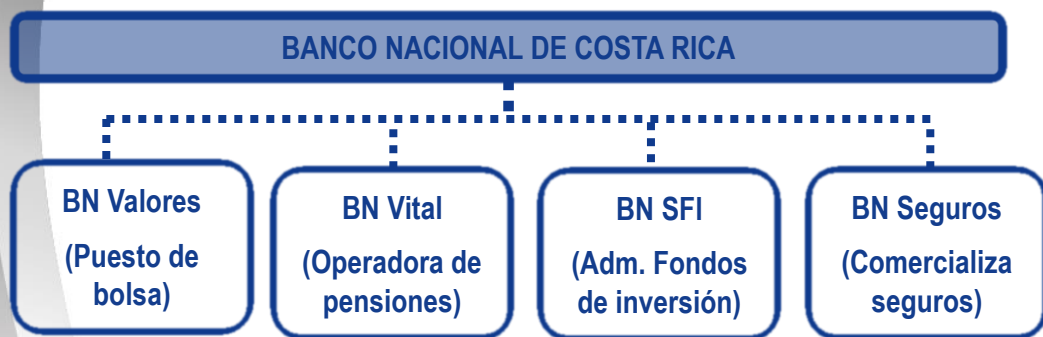 BANCO NACIONAL DE COSTA RICA
BN Valores
(Puesto de
bolsa)
BN Vital
(Operadora de
pensiones)
BN SFI
(Adm. Fondos
de inversión)
BN Seguros
(Comercializa
seguros)